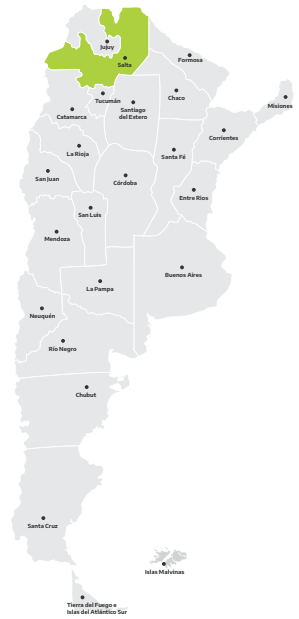 Jujuy
Formosa
Salta
Chaco
Tucumán
Misiones
Santiago
del Estero
Catamarca
Corrientes
La Rioja
Santa Fé
San Juan
Córdoba
Entre Rios
San Luis
Mendoza
Buenos Aires
La Pampa
Neuquén
Río Negro
Chubut
Santa Cruz
Islas Malvinas
Tierra del Fuego e
Islas del Atlántico Sur